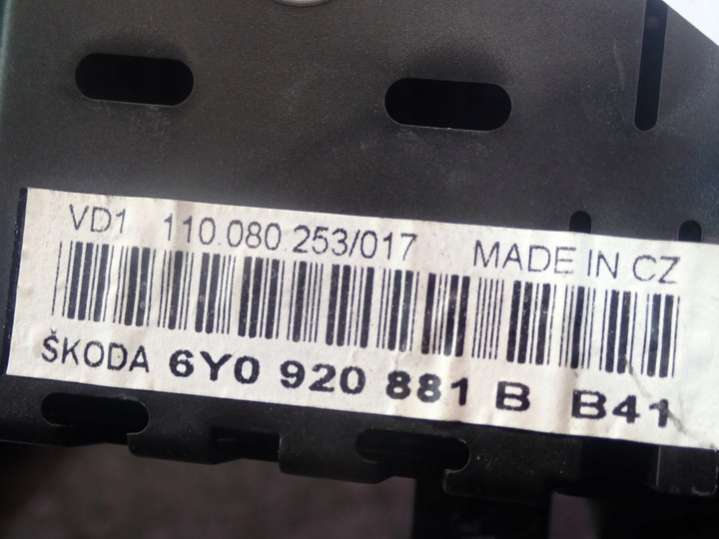 VD1 110.080.253/017 MADE IN CZ
ŠKODA 6Y0 920 881 B B41